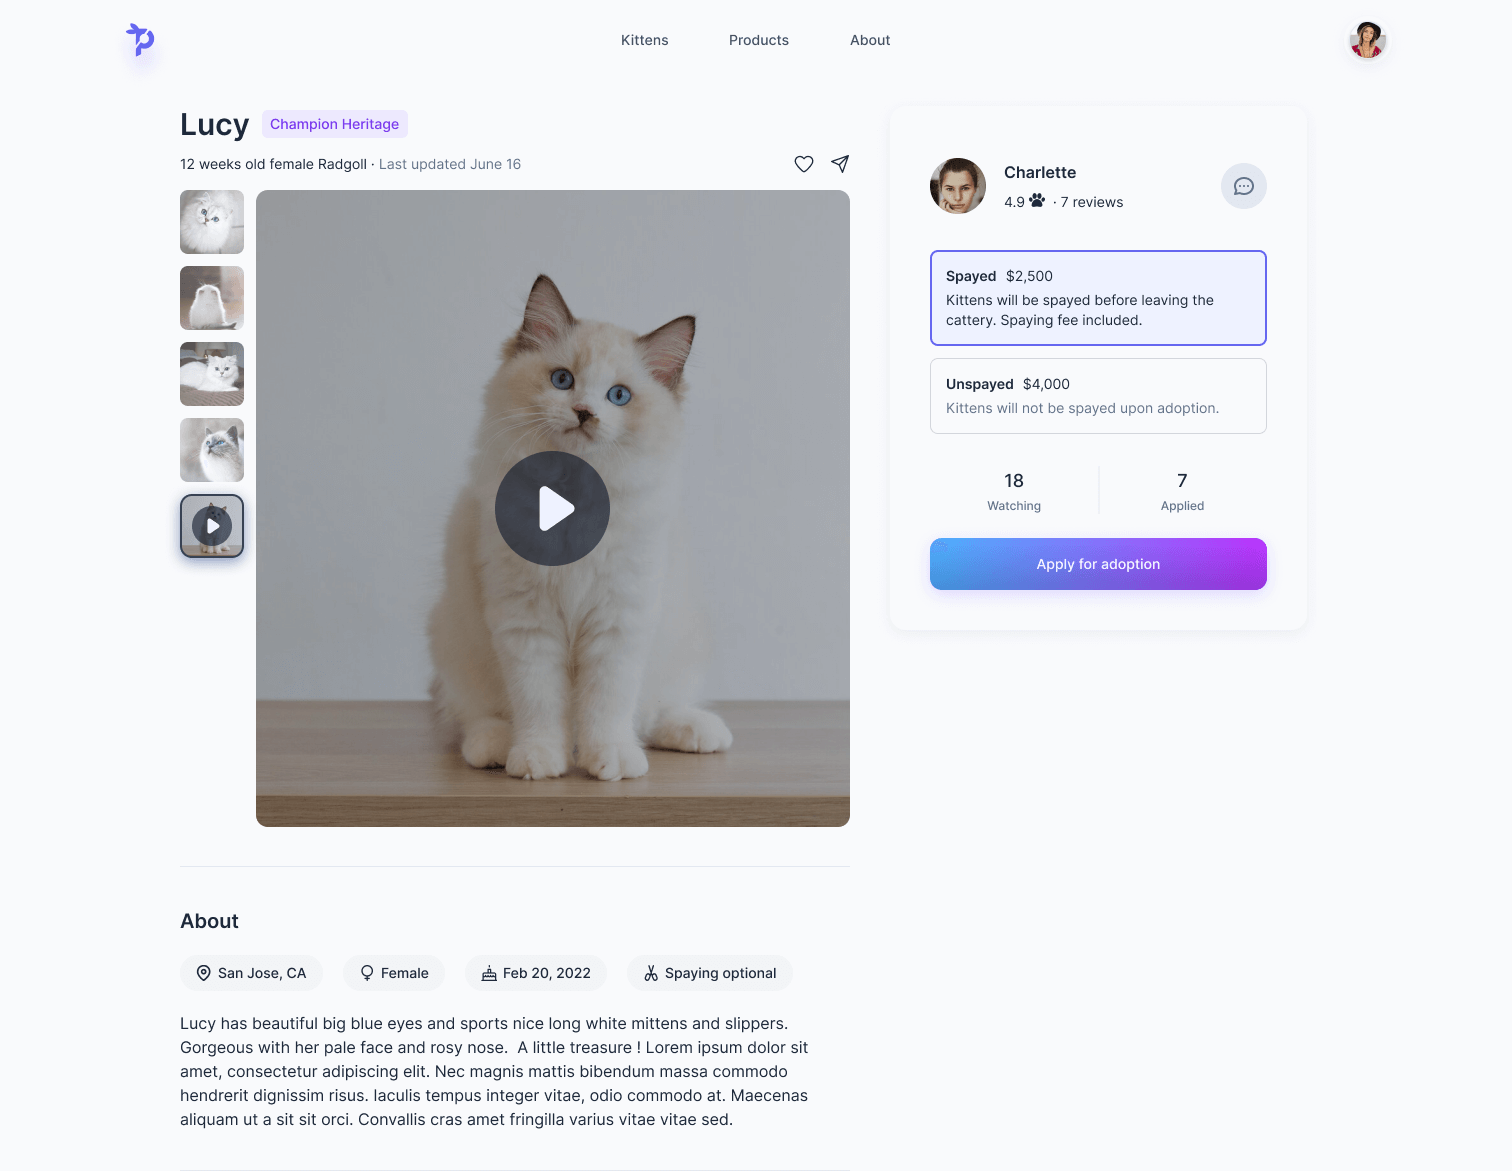 Kittens
Products
About
Lucy
Champion Heritage
12 weeks old female Radgoll · Last updated June 16
Charlette
4.9 · 7 reviews
Spayed $2,500
Kittens will be spayed before leaving the
cattery. Spaying fee included.
Unspayed $4,000
Kittens will not be spayed upon adoption.
18
Watching
7
Applied
Apply for adoption
About
San Jose, CA
Female
Feb 20, 2022
Spaying optional
Lucy has beautiful big blue eyes and sports nice long white mittens and slippers.
Gorgeous with her pale face and rosy nose.  A little treasure ! Lorem ipsum dolor sit
amet, consectetur adipiscing elit. Nec magnis mattis bibendum massa commodo
hendrerit dignissim risus. Iaculis tempus integer vitae, odio commodo at. Maecenas
aliquam ut a sit sit orci. Convallis cras amet fringilla varius vitae vitae sed.